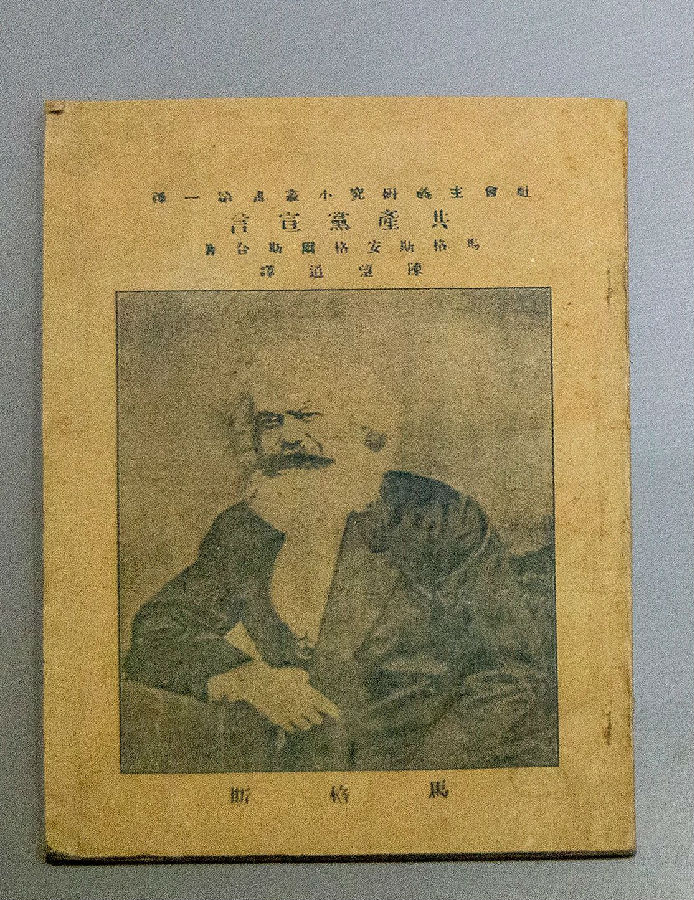 社會主義研究小叢書第一種
共產黨宣言
馬格斯安格爾斯合著
陳望道譯
馬格斯